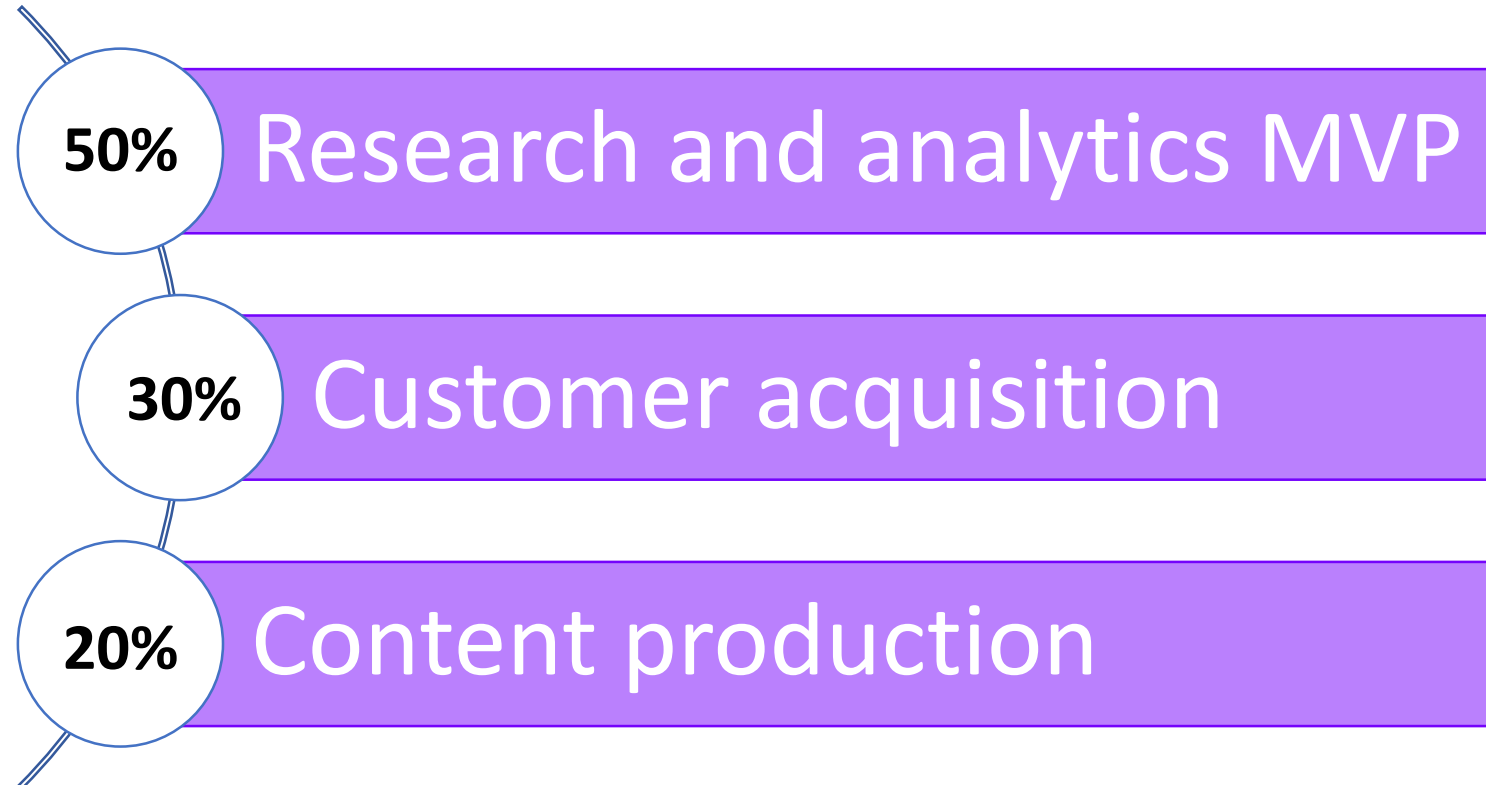 50% Research and analytics MVP
30% Customer acquisition
20% Content production